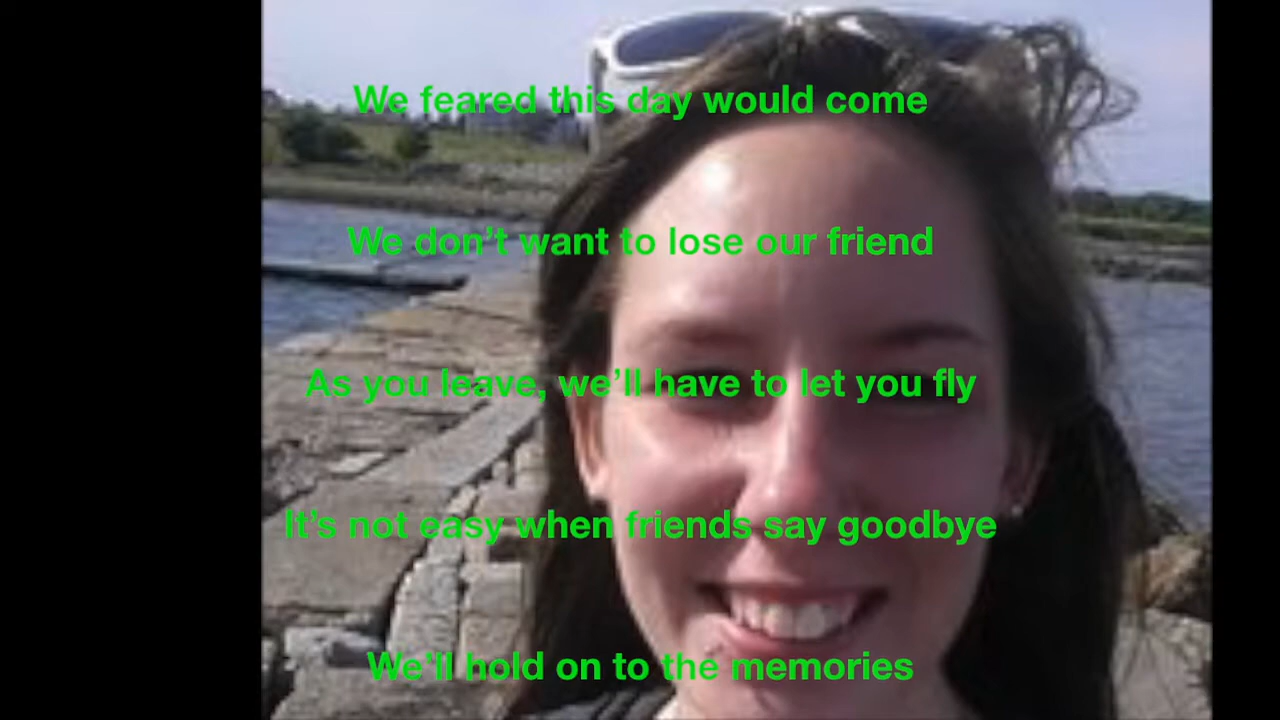 We feared this day would come
We don't want to lose our friend
As you leave, we'll have to let you fly
It's not easy when friends say goodbye
We'll hold on to the memories